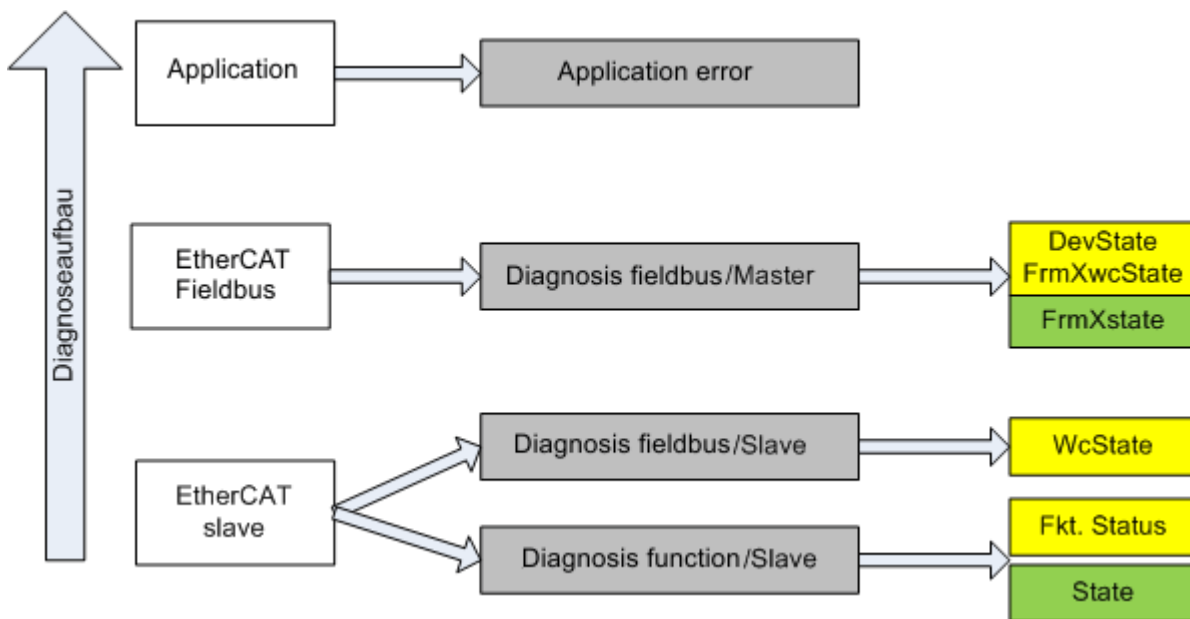 Application
Application error
Diagnoseaufbau
EtherCAT
Fieldbus
Diagnosis fieldbus/Master
DevState
FrmXwcState
FrmXstate
EtherCAT
slave
Diagnosis fieldbus/Slave
WcState
Diagnosis function/Slave
Fkt. Status
State